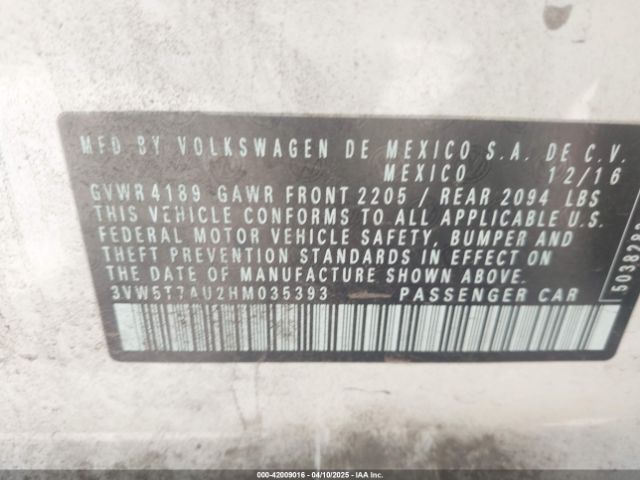 MFD BY VOLKSWAGEN DE MEXICO S.A. DE C.V.
MEXICO 12/16
GVWR 4189 GAWR FRONT 2205 / REAR 2094 LBS
THIS VEHICLE CONFORMS TO ALL APPLICABLE U.S.
FEDERAL MOTOR VEHICLE SAFETY, BUMPER AND
THEFT PREVENTION STANDARDS IN EFFECT ON
THE DATE OF MANUFACTURE SHOWN ABOVE.
3VW5T7AU2HM035393 PASSENGER CAR
000-42009016 - 04/10/2025 - IAA Inc.